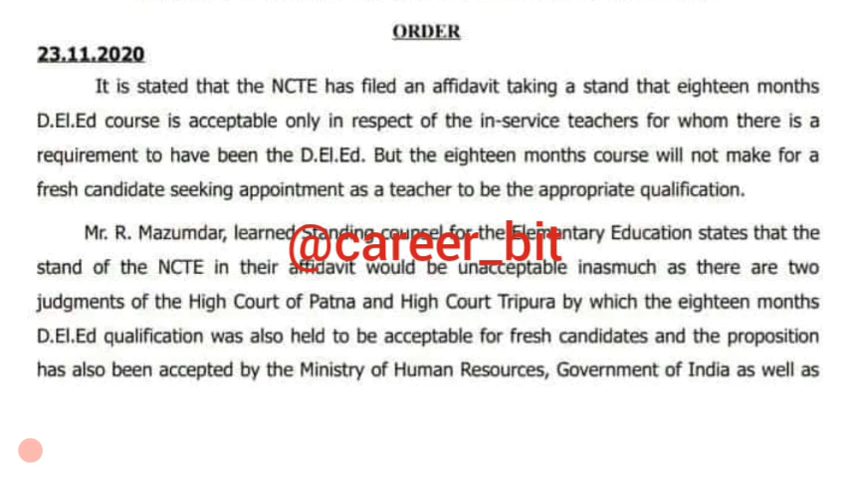 ORDER
23.11.2020
It is stated that the NCTE has filed an affidavit taking a stand that eighteen months
D.El.Ed course is acceptable only in respect of the in-service teachers for whom there is a
requirement to have been the D.El.Ed. But the eighteen months course will not make for a
fresh candidate seeking appointment as a teacher to be the appropriate qualification.
Mr. R. Mazumdar, learned Standing counsel for the Elementary Education states that the
@career_bit
stand of the NCTE in their affidavit would be unacceptable inasmuch as there are two
judgments of the High Court of Patna and High Court Tripura by which the eighteen months
D.El.Ed qualification was also held to be acceptable for fresh candidates and the proposition
has also been accepted by the Ministry of Human Resources, Government of India as well as